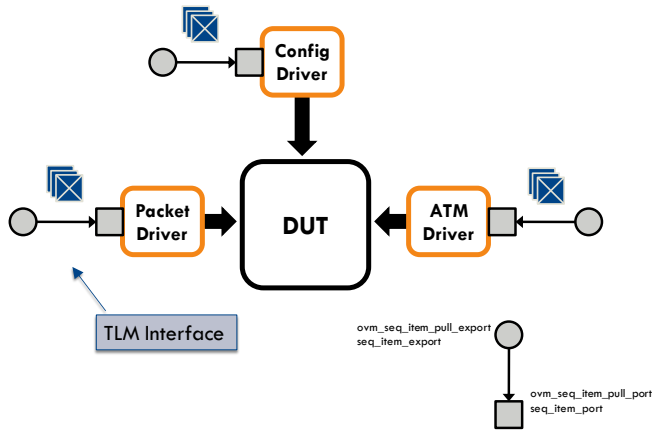 Config
Driver
Packet
Driver
DUT
ATM
Driver
TLM Interface
ovm_seq_item_pull_export
seq_item_export
ovm_seq_item_pull_port
seq_item_port